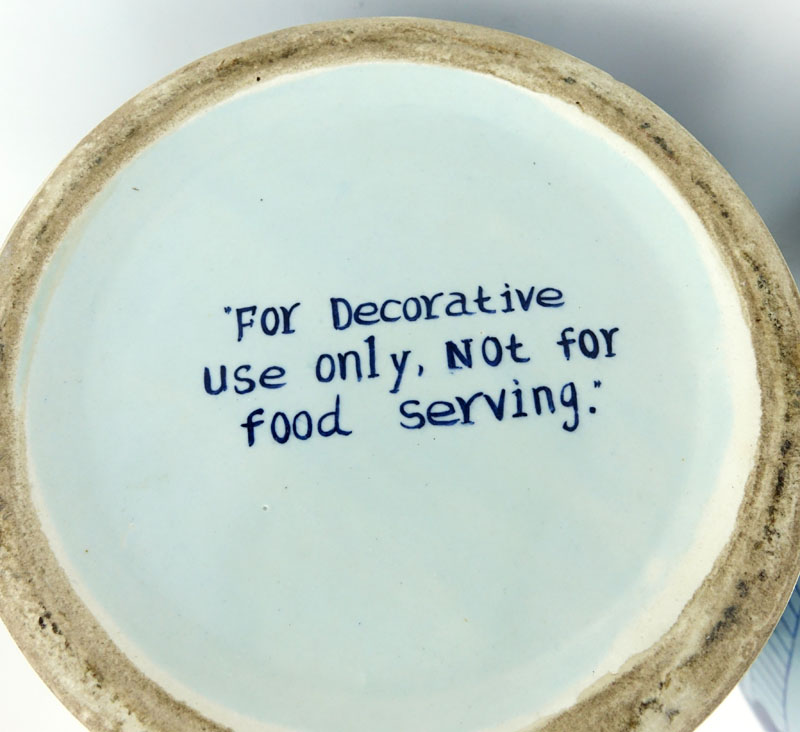 "For Decorative
use only, Not for
food serving."